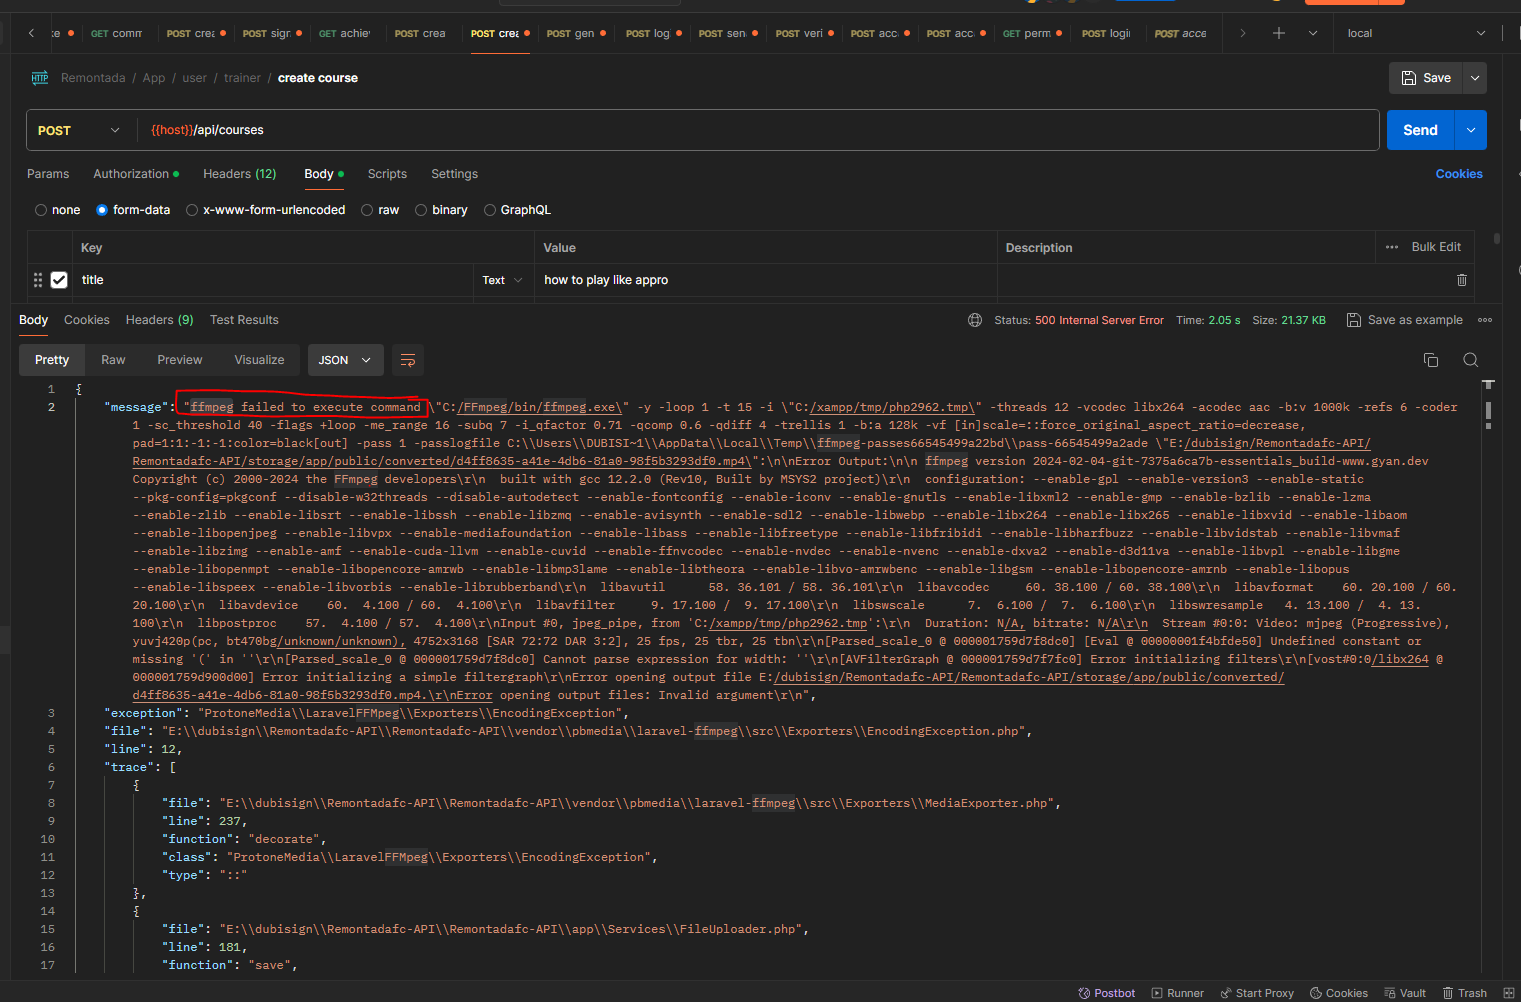 GET comm
POST crea
POST sign
GET achie
POST crea
POST crea
POST gen
POST logi
POST sen
POST veri
POST acc
POST acc
GET perm
POST logi
POST acce
local
HTTP Remontada / App / user / trainer / create course
Save
POST {{host}}/api/courses
Send
Params Authorization Headers (12) Body Scripts Settings Cookies
none form-data x-www-form-urlencoded raw binary GraphQL
Key Value Description ••• Bulk Edit
title Text how to play like appro
Body Cookies Headers (9) Test Results Status: 500 Internal Server Error Time: 2.05 s Size: 21.37 KB Save as example
Pretty Raw Preview Visualize JSON
1 {
2 "message": "ffmpeg failed to execute command \"C:/FFmpeg/bin/ffmpeg.exe\" -y -loop 1 -t 15 -i \"C:/xampp/tmp/php2962.tmp\" -threads 12 -vcodec libx264 -acodec aac -b:v 1000k -refs 6 -coder
1 -sc_threshold 40 -flags +loop -me_range 16 -subq 7 -i_qfactor 0.71 -qcomp 0.6 -qdiff 4 -trellis 1 -b:a 128k -vf [in]scale=::force_original_aspect_ratio=decrease,
pad=1:1:-1:-1:color=black[out] -pass 1 -passlogfile C:\\Users\\DUBISI~1\\AppData\\Local\\Temp\\ffmpeg-passes66545499a22bd\\pass-66545499a2ade \"E:/dubisign/Remontadafc-API/
Remontadafc-API/storage/app/public/converted/d4ff8635-a41e-4db6-81a0-98f5b3293df0.mp4\":\n\nError Output:\n\n ffmpeg version 2024-02-04-git-7375a6ca7b-essentials_build-www.gyan.dev
Copyright (c) 2000-2024 the FFmpeg developers\r\n  built with gcc 12.2.0 (Rev10, Built by MSYS2 project)\r\n  configuration: --enable-gpl --enable-version3 --enable-static
--pkg-config=pkgconf --disable-w32threads --disable-autodetect --enable-fontconfig --enable-iconv --enable-gnutls --enable-libxml2 --enable-gmp --enable-bzlib --enable-lzma
--enable-zlib --enable-libsrt --enable-libssh --enable-libzmq --enable-avisynth --enable-sdl2 --enable-libwebp --enable-libx264 --enable-libx265 --enable-libxvid --enable-libaom
--enable-libopenjpeg --enable-libvpx --enable-mediafoundation --enable-libass --enable-libfreetype --enable-libfribidi --enable-libharfbuzz --enable-libvidstab --enable-libvmaf
--enable-libzimg --enable-amf --enable-cuda-llvm --enable-cuvid --enable-ffnvcodec --enable-nvdec --enable-nvenc --enable-dxva2 --enable-d3d11va --enable-libvpl --enable-libgme
--enable-libopenmpt --enable-libopencore-amrwb --enable-libmp3lame --enable-libtheora --enable-libvo-amrwbenc --enable-libgsm --enable-libopencore-amrnb --enable-libopus
--enable-libspeex --enable-libvorbis --enable-librubberband\r\n  libavutil      58. 36.101 / 58. 36.101\r\n  libavcodec     60. 38.100 / 60. 38.100\r\n  libavformat    60. 20.100 / 60.
20.100\r\n  libavdevice    60.  4.100 / 60.  4.100\r\n  libavfilter     9. 17.100 /  9. 17.100\r\n  libswscale      7.  6.100 /  7.  6.100\r\n  libswresample   4. 13.100 /  4. 13.
100\r\n  libpostproc    57.  4.100 / 57.  4.100\r\nInput #0, jpeg_pipe, from 'C:/xampp/tmp/php2962.tmp':\r\n  Duration: N/A, bitrate: N/A\r\n  Stream #0:0: Video: mjpeg (Progressive),
yuvj420p(pc, bt470bg/unknown/unknown), 4752x3168 [SAR 72:72 DAR 3:2], 25 fps, 25 tbr, 25 tbn\r\n[Parsed_scale_0 @ 000001759d7f8dc0] [Eval @ 00000001f4bfde50] Undefined constant or
missing '(' in ''\r\n[Parsed_scale_0 @ 000001759d7f8dc0] Cannot parse expression for width: ''\r\n[AVFilterGraph @ 000001759d7f7fc0] Error initializing filters\r\n[vost#0:0/libx264 @
000001759d900d00] Error initializing a simple filtergraph\r\nError opening output file E:/dubisign/Remontadafc-API/Remontadafc-API/storage/app/public/converted/
d4ff8635-a41e-4db6-81a0-98f5b3293df0.mp4.\r\nError opening output files: Invalid argument\r\n",
3 "exception": "ProtoneMedia\\LaravelFFMpeg\\Exporters\\EncodingException",
4 "file": "E:\\dubisign\\Remontadafc-API\\Remontadafc-API\\vendor\\pbmedia\\laravel-ffmpeg\\src\\Exporters\\EncodingException.php",
5 "line": 12,
6 "trace": [
7 {
8 "file": "E:\\dubisign\\Remontadafc-API\\Remontadafc-API\\vendor\\pbmedia\\laravel-ffmpeg\\src\\Exporters\\MediaExporter.php",
9 "line": 237,
10 "function": "decorate",
11 "class": "ProtoneMedia\\LaravelFFMpeg\\Exporters\\EncodingException",
12 "type": "::"
13 },
14 {
15 "file": "E:\\dubisign\\Remontadafc-API\\Remontadafc-API\\app\\Services\\FileUploader.php",
16 "line": 181,
17 "function": "save",
Postbot Runner Start Proxy Cookies Vault Trash